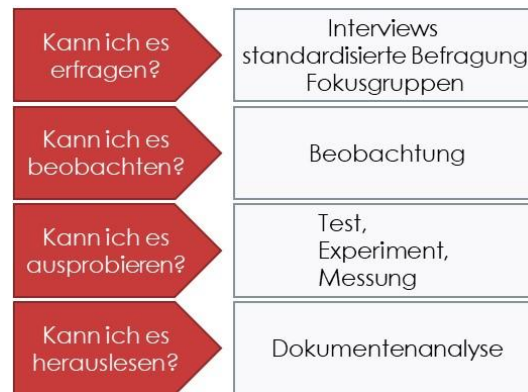 Kann ich es
erfragen?
Interviews
standardisierte Befragung
Fokusgruppen
Kann ich es
beobachten?
Beobachtung
Kann ich es
ausprobieren?
Test,
Experiment,
Messung
Kann ich es
herauslesen?
Dokumentenanalyse